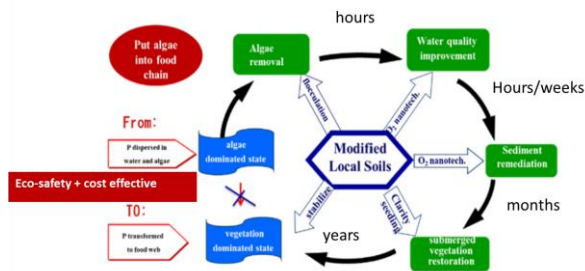 hours
Put algae
into food
chain
Algae
removal
Water quality
improvement
Hours/weeks
From:
P dispersed in
water and algae
algae
dominated state
flocculation
O₂ nanotech.
Modified
Local Soils
O₂ nanotech.
Sediment
remediation
Eco-safety + cost effective
TO:
P transformed
to food web
vegetation
dominated state
stabilize
Clarity
seeding
months
years
submerged
vegetation
restoration